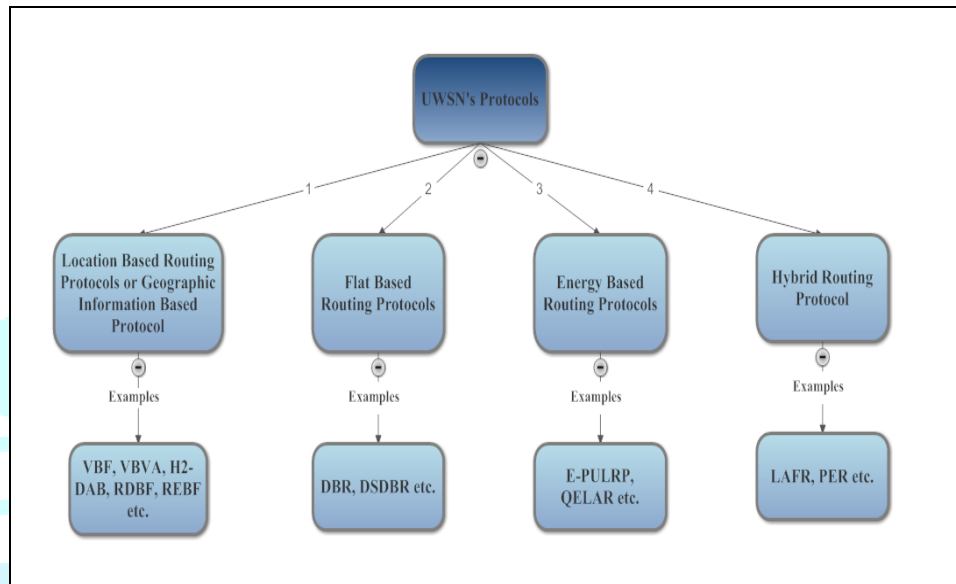 UWSN's Protocols
1
2
3
4
Location Based Routing
Protocols or Geographic
Information Based
Protocol
Flat Based
Routing Protocols
Energy Based
Routing Protocols
Hybrid Routing
Protocol
Examples
Examples
Examples
Examples
VBF, VBVA, H2-
DAB, RDBF, REBF
etc.
DBR, DSDBR etc.
E-PULRP,
QELAR etc.
LAFR, PER etc.